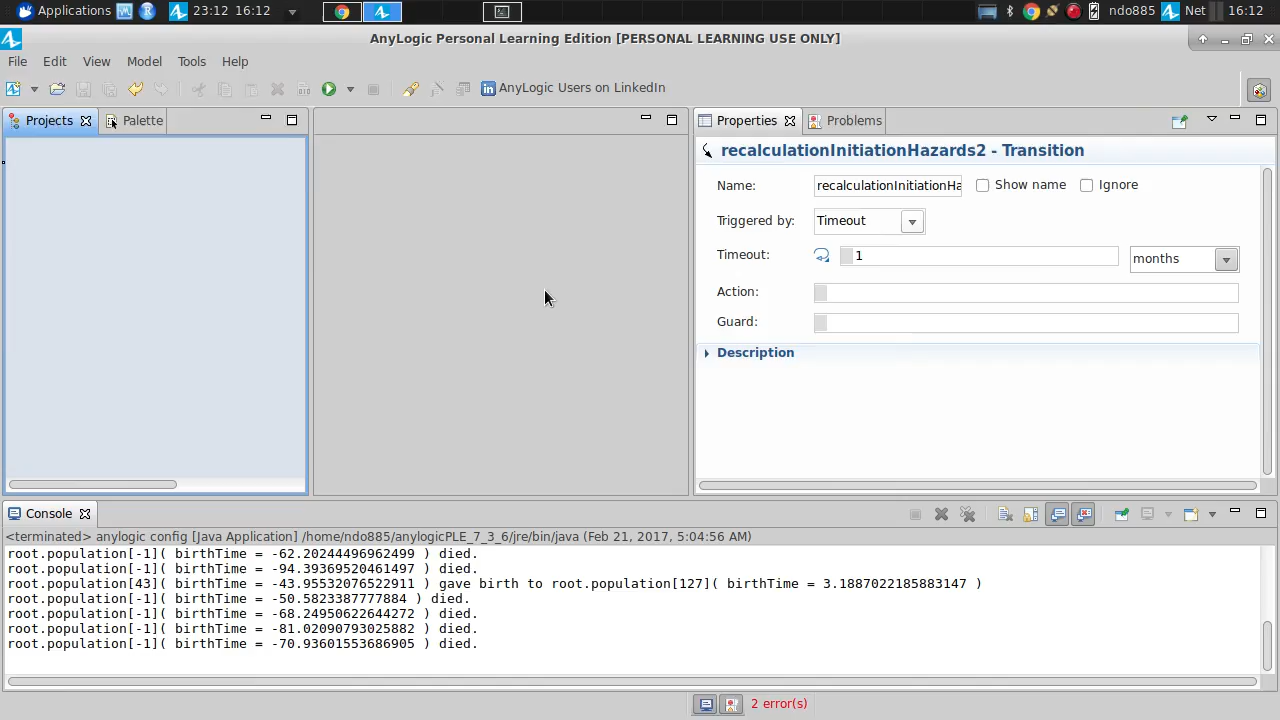 Applications 23:12 16:12 ndo885 Net 16:12
AnyLogic Personal Learning Edition [PERSONAL LEARNING USE ONLY]
File Edit View Model Tools Help
AnyLogic Users on LinkedIn
Projects Palette Properties Problems
recalculationInitiationHazards2 - Transition
Name: recalculationInitiationHa Show name Ignore
Triggered by: Timeout
Timeout: 1 months
Action:
Guard:
Description
Console
<terminated> anylogic config [Java Application] /home/ndo885/anylogicPLE_7_3_6/jre/bin/java (Feb 21, 2017, 5:04:56 AM)
root.population[-1]( birthTime = -62.20244496962499 ) died.
root.population[-1]( birthTime = -94.39369520461497 ) died.
root.population[43]( birthTime = -43.95532076522911 ) gave birth to root.population[127]( birthTime = 3.1887022185883147 )
root.population[-1]( birthTime = -50.5823387777884 ) died.
root.population[-1]( birthTime = -68.24950622644272 ) died.
root.population[-1]( birthTime = -81.02090793025882 ) died.
root.population[-1]( birthTime = -70.93601553686905 ) died.
2 error(s)